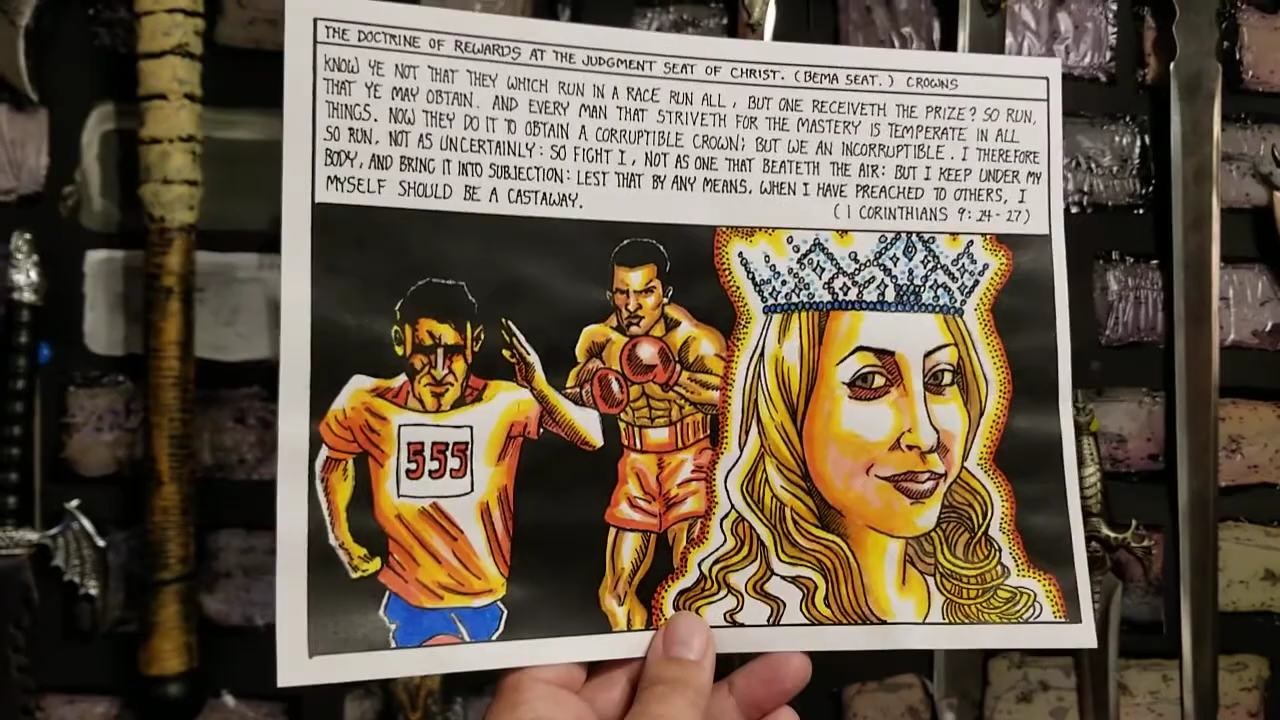 THE DOCTRINE OF REWARDS AT THE JUDGMENT SEAT OF CHRIST. (BEMA SEAT.) CROWNS
KNOW YE NOT THAT THEY WHICH RUN IN A RACE RUN ALL, BUT ONE RECEIVETH THE PRIZE? SO RUN,
THAT YE MAY OBTAIN. AND EVERY MAN THAT STRIVETH FOR THE MASTERY IS TEMPERATE IN ALL
THINGS. NOW THEY DO IT TO OBTAIN A CORRUPTIBLE CROWN; BUT WE AN INCORRUPTIBLE. I THEREFORE
SO RUN, NOT AS UNCERTAINLY: SO FIGHT I, NOT AS ONE THAT BEATETH THE AIR: BUT I KEEP UNDER MY
BODY, AND BRING IT INTO SUBJECTION: LEST THAT BY ANY MEANS, WHEN I HAVE PREACHED TO OTHERS, I
MYSELF SHOULD BE A CASTAWAY.
(1 CORINTHIANS 9:24-27)
555